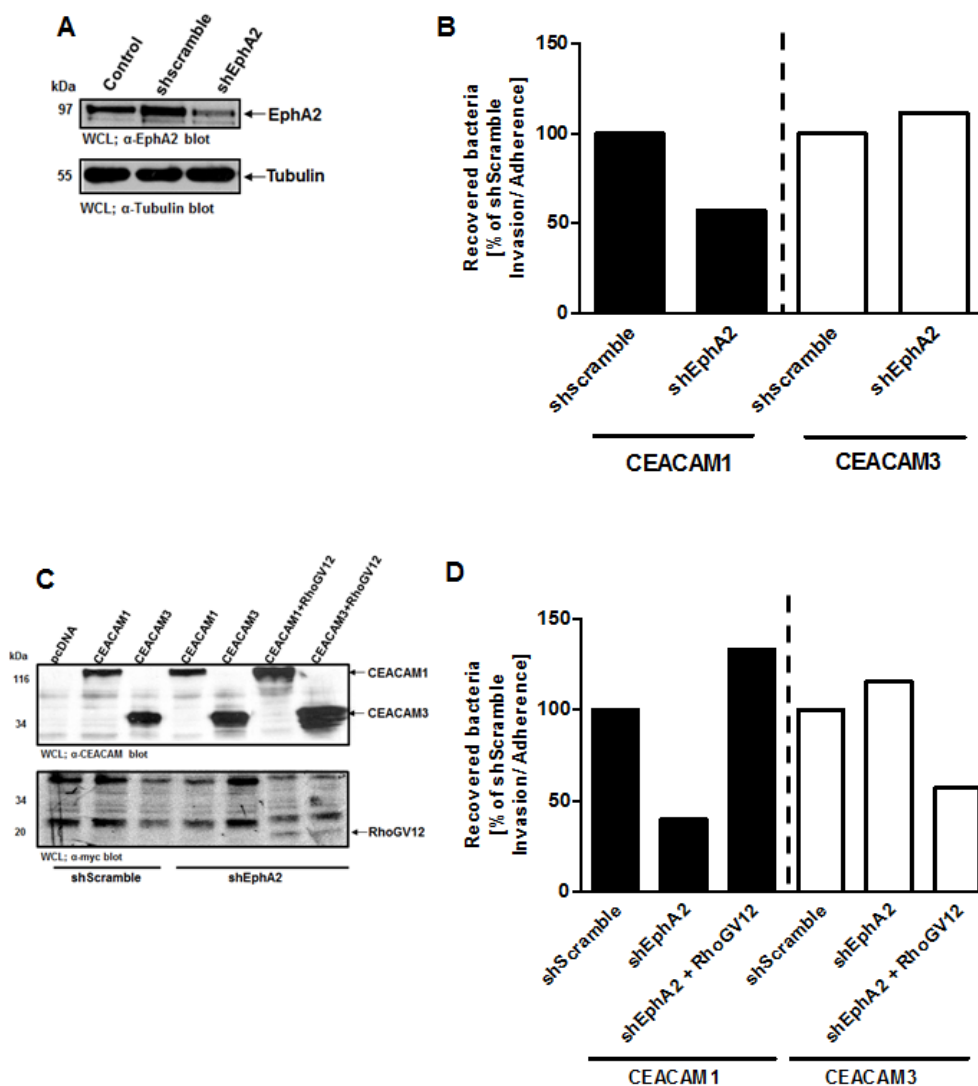 A
Control
shscramble
shEphA2
kDa
97
EphA2
WCL; α-EphA2 blot
55
Tubulin
WCL; α-Tubulin blot
B
Recovered bacteria
[% of shScramble
Invasion/ Adherence]
150
100
50
0
shscramble
shEphA2
shscramble
shEphA2
CEACAM1
CEACAM3
C
pcDNA
CEACAM1
CEACAM3
CEACAM1
CEACAM3
CEACAM1+RhoGV12
CEACAM3+RhoGV12
kDa
116
CEACAM1
34
CEACAM3
WCL; α-CEACAM blot
34
20
RhoGV12
WCL; α-myc blot
shScramble
shEphA2
D
Recovered bacteria
[% of shScramble
Invasion/ Adherence]
150
100
50
0
shScramble
shEphA2
shEphA2 + RhoGV12
shScramble
shEphA2
shEphA2 + RhoGV12
CEACAM1
CEACAM3